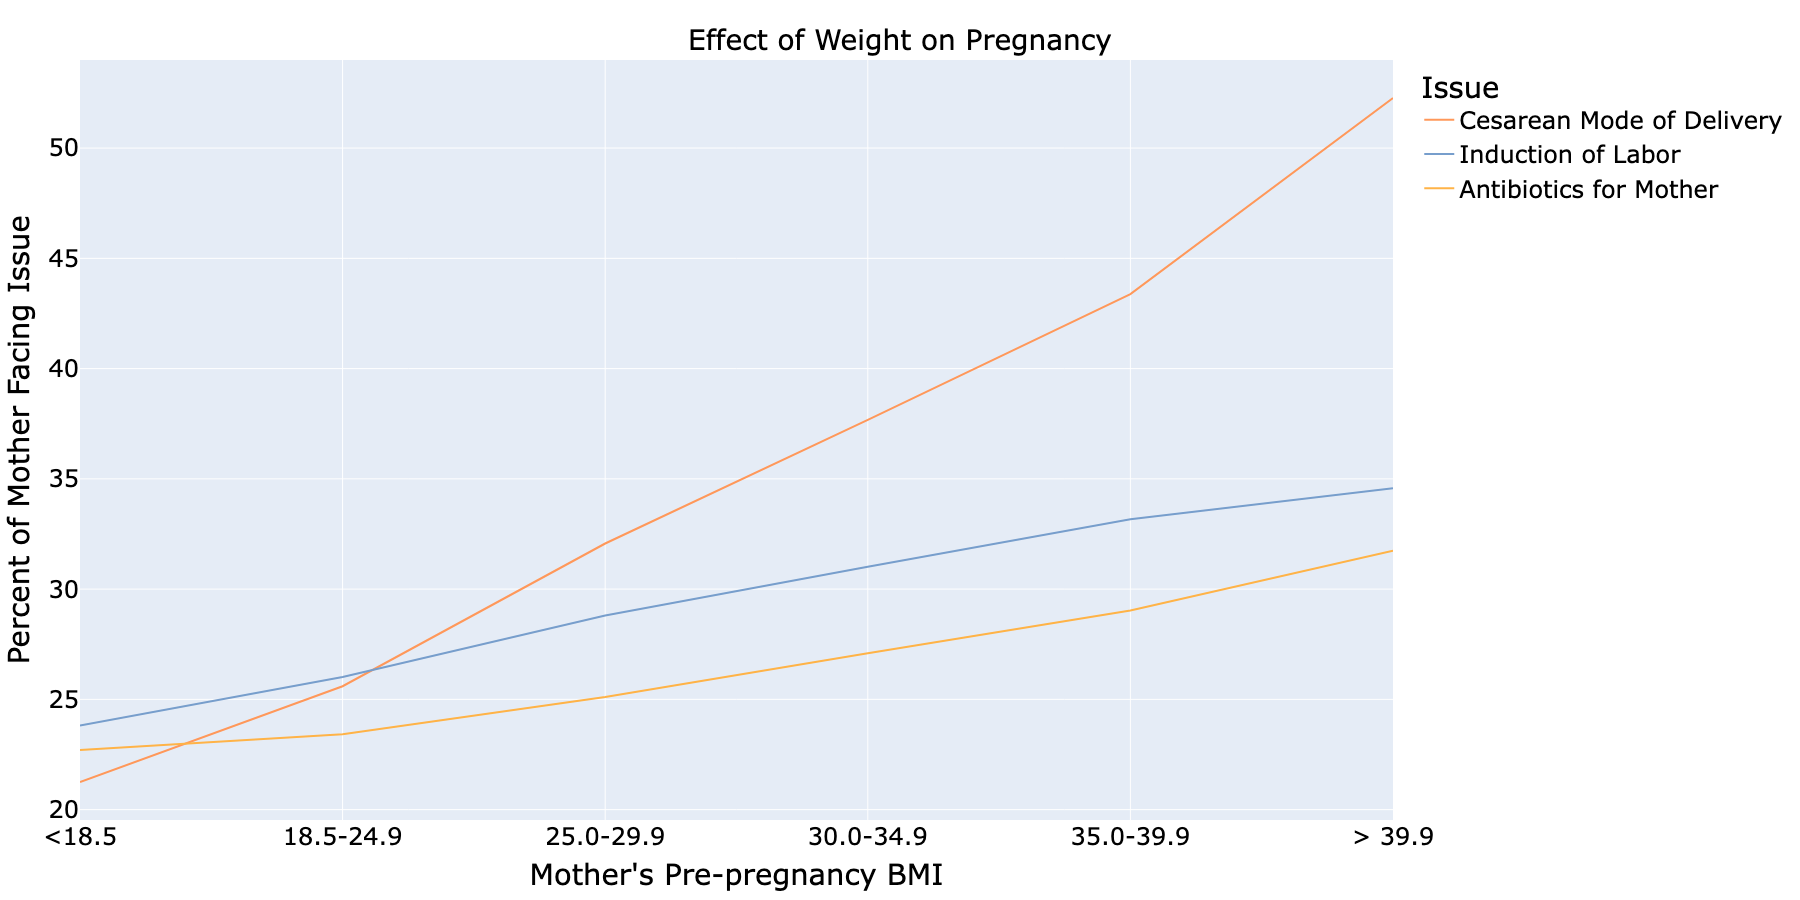 Effect of Weight on Pregnancy
Issue
Cesarean Mode of Delivery
Induction of Labor
Antibiotics for Mother
Percent of Mother Facing Issue
50
45
40
35
30
25
20
<18.5
18.5-24.9
25.0-29.9
30.0-34.9
35.0-39.9
> 39.9
Mother's Pre-pregnancy BMI